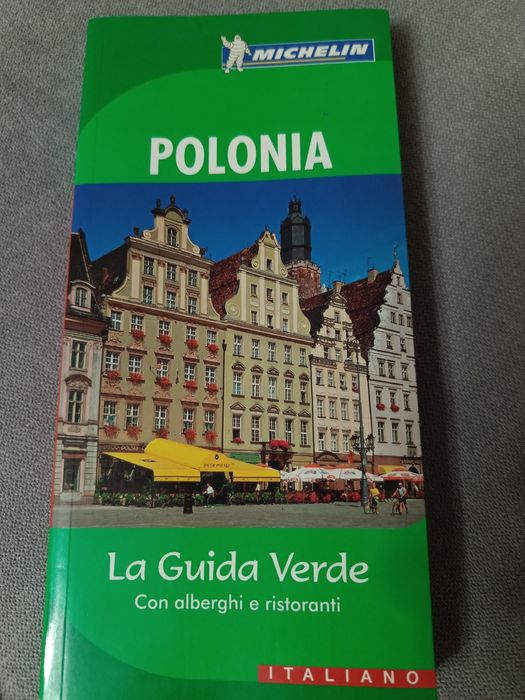 MICHELIN
POLONIA
La Guida Verde
Con alberghi e ristoranti
ITALIANO